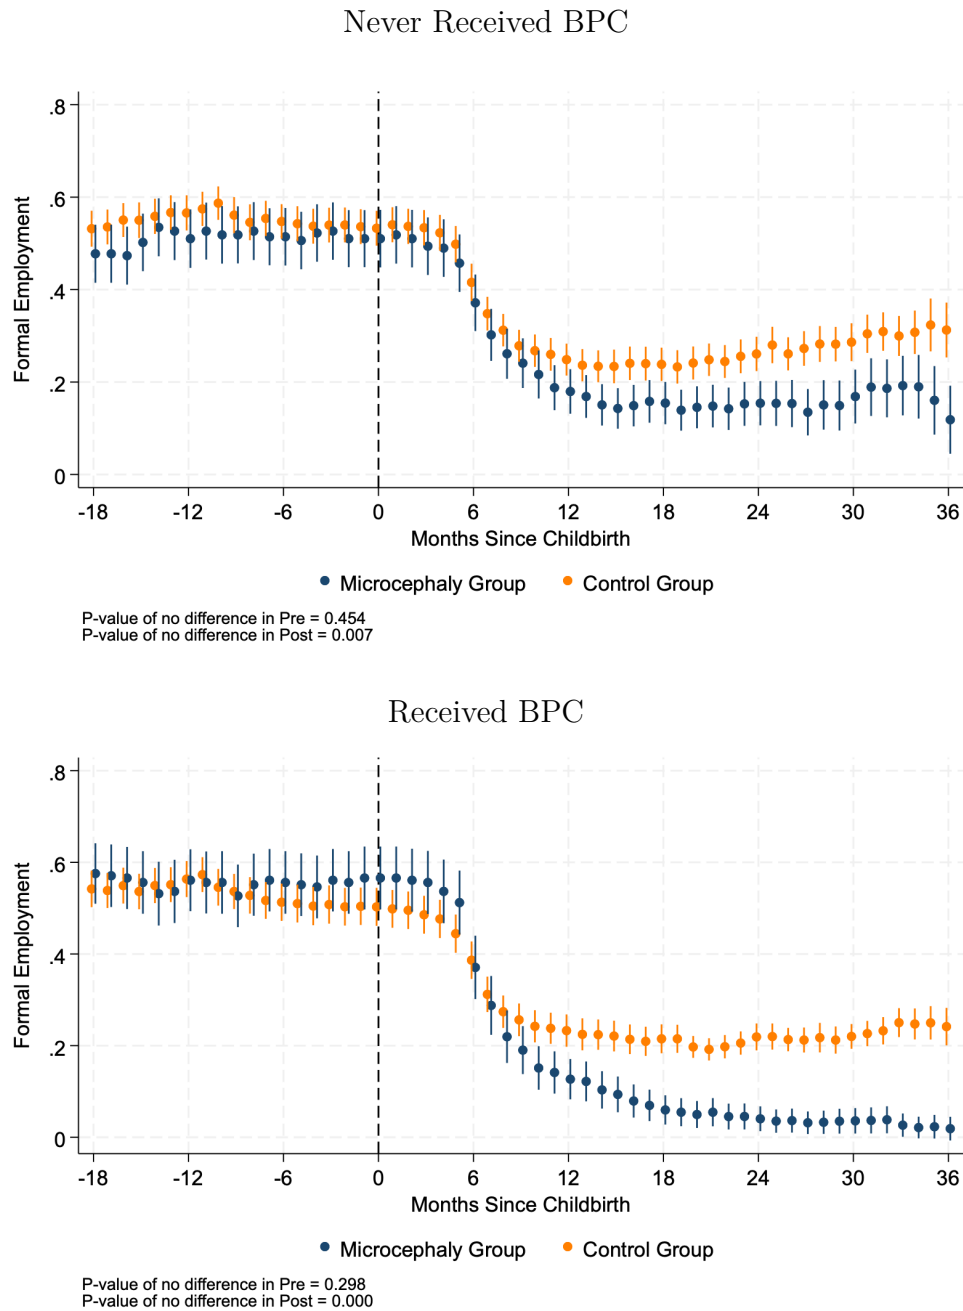 Never Received BPC
.8
.6
.4
.2
0
Formal Employment
-18 -12 -6 0 6 12 18 24 30 36
Months Since Childbirth
Microcephaly Group Control Group
P-value of no difference in Pre = 0.454
P-value of no difference in Post = 0.007
Received BPC
.8
.6
.4
.2
0
Formal Employment
-18 -12 -6 0 6 12 18 24 30 36
Months Since Childbirth
Microcephaly Group Control Group
P-value of no difference in Pre = 0.298
P-value of no difference in Post = 0.000